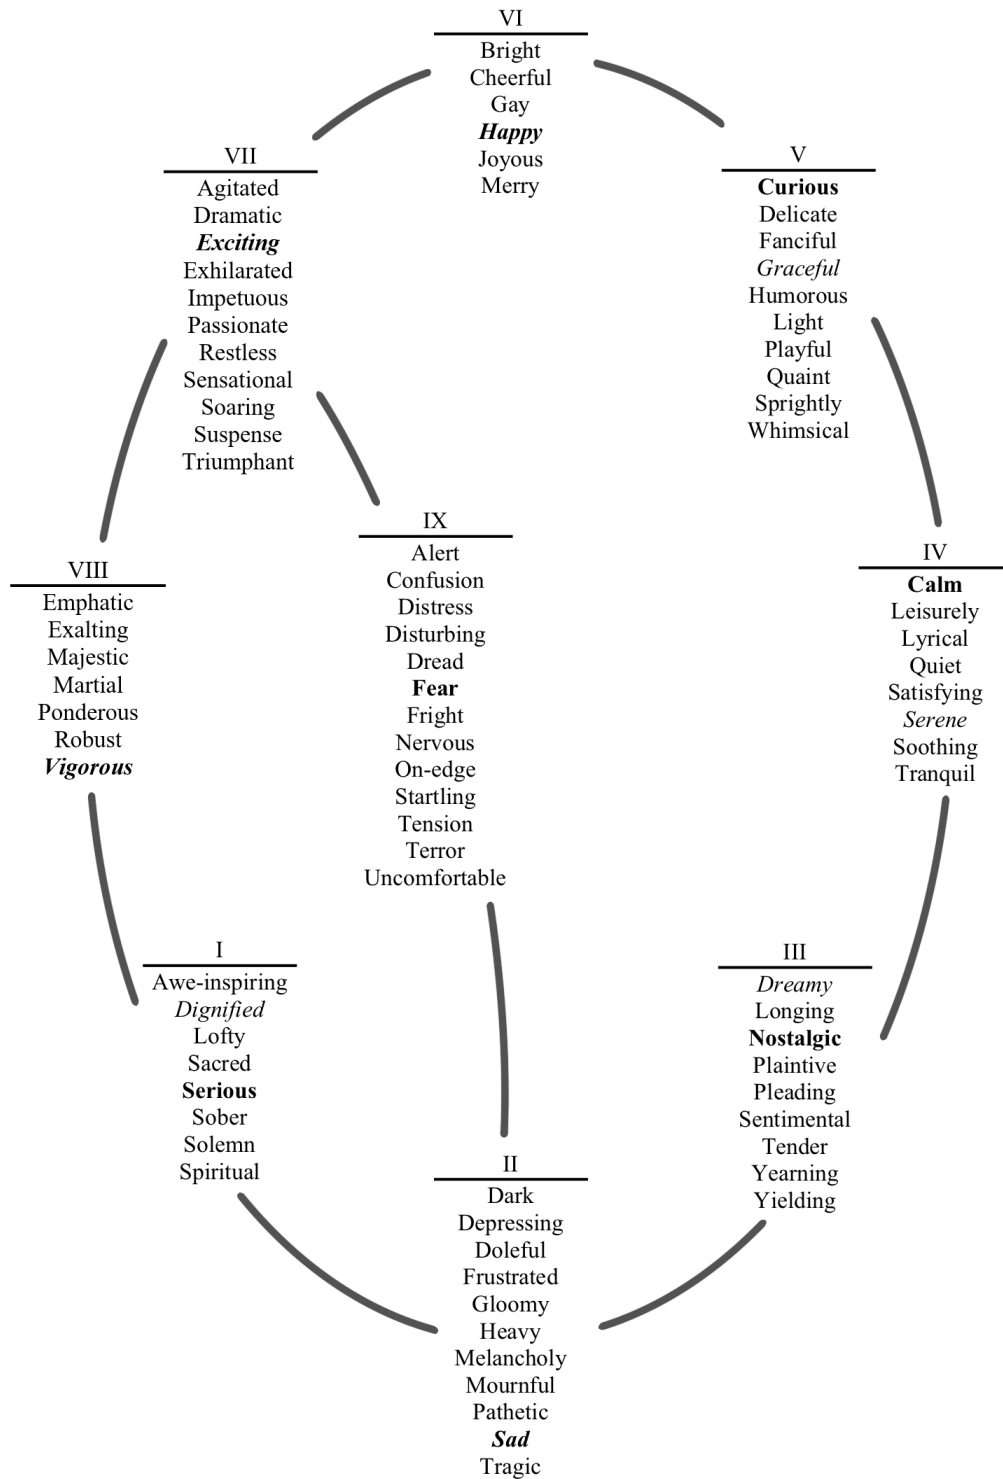 VI
Bright
Cheerful
Gay
Happy
Joyous
Merry
VII
Agitated
Dramatic
Exciting
Exhilarated
Impetuous
Passionate
Restless
Sensational
Soaring
Suspense
Triumphant
V
Curious
Delicate
Fanciful
Graceful
Humorous
Light
Playful
Quaint
Sprightly
Whimsical
VIII
Emphatic
Exalting
Majestic
Martial
Ponderous
Robust
Vigorous
IX
Alert
Confusion
Distress
Disturbing
Dread
Fear
Fright
Nervous
On-edge
Startling
Tension
Terror
Uncomfortable
IV
Calm
Leisurely
Lyrical
Quiet
Satisfying
Serene
Soothing
Tranquil
I
Awe-inspiring
Dignified
Lofty
Sacred
Serious
Sober
Solemn
Spiritual
III
Dreamy
Longing
Nostalgic
Plaintive
Pleading
Sentimental
Tender
Yearning
Yielding
II
Dark
Depressing
Doleful
Frustrated
Gloomy
Heavy
Melancholy
Mournful
Pathetic
Sad
Tragic